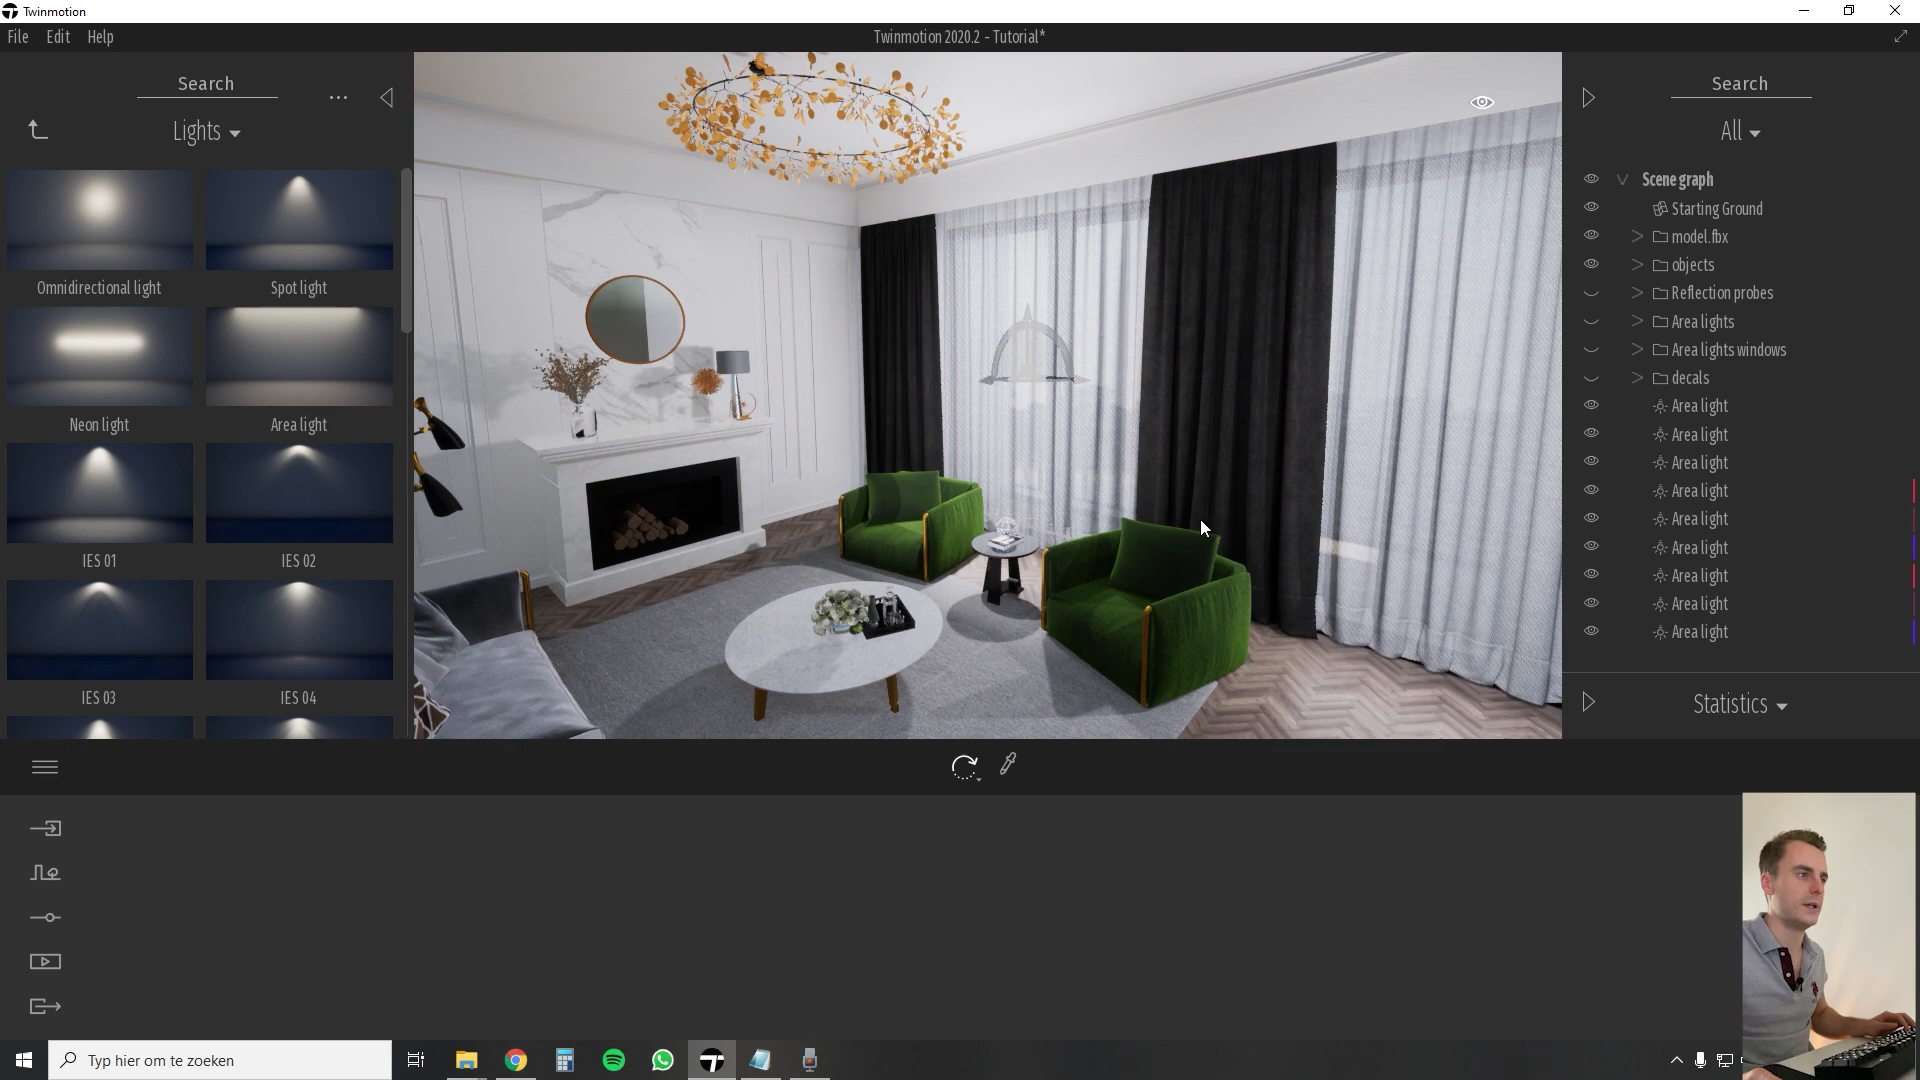 Twinmotion
File Edit Help
Twinmotion 2020.2 - Tutorial*
Search
Lights
Omnidirectional light
Spot light
Neon light
Area light
IES 01
IES 02
IES 03
IES 04
Search
All
Scene graph
Starting Ground
model.fbx
objects
Reflection probes
Area lights
Area lights windows
decals
Area light
Area light
Area light
Area light
Area light
Area light
Area light
Area light
Area light
Statistics
Typ hier om te zoeken